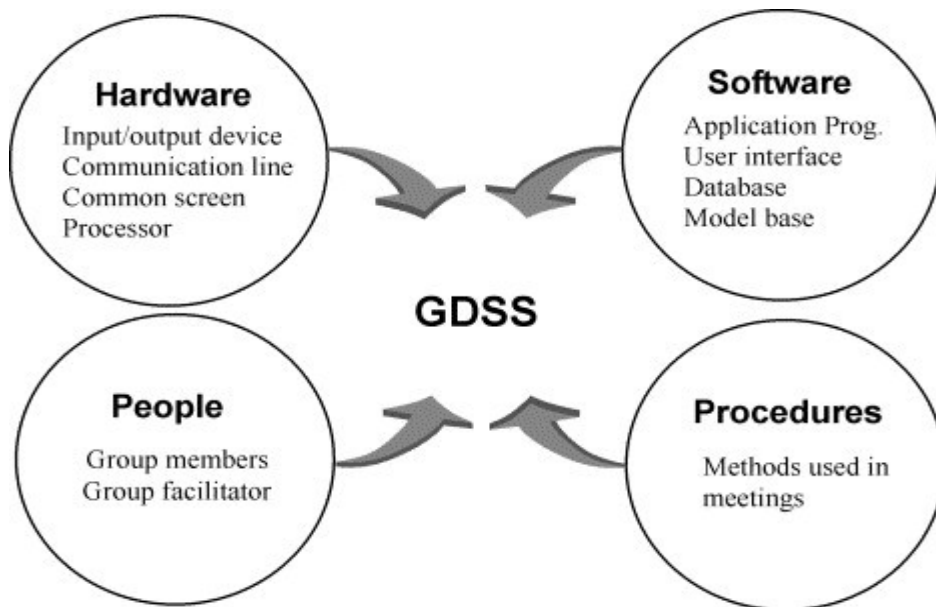 Hardware
Input/output device
Communication line
Common screen
Processor
Software
Application Prog.
User interface
Database
Model base
GDSS
People
Group members
Group facilitator
Procedures
Methods used in
meetings